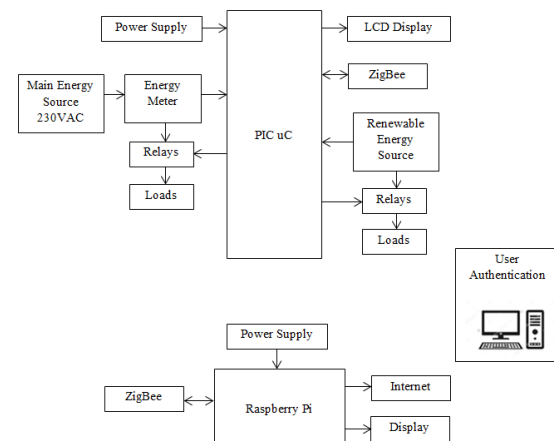 Power Supply
PIC uC
LCD Display
ZigBee
Main Energy
Source
230VAC
Energy
Meter
Renewable
Energy
Source
Relays
Loads
Relays
Loads
User
Authentication
Power Supply
ZigBee
Raspberry Pi
Internet
Display